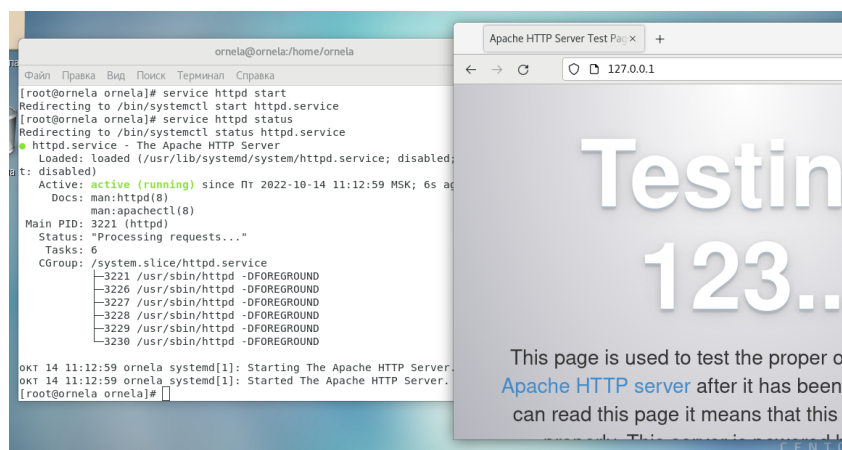 ornela@ornela:/home/ornela
Файл Правка Вид Поиск Терминал Справка
[root@ornela ornela]# service httpd start
Redirecting to /bin/systemctl start httpd.service
[root@ornela ornela]# service httpd status
Redirecting to /bin/systemctl status httpd.service
● httpd.service - The Apache HTTP Server
Loaded: loaded (/usr/lib/systemd/system/httpd.service; disabled;
t: disabled)
Active: active (running) since Пт 2022-10-14 11:12:59 MSK; 6s ag
Docs: man:httpd(8)
man:apachectl(8)
Main PID: 3221 (httpd)
Status: "Processing requests..."
Tasks: 6
CGroup: /system.slice/httpd.service
├─3221 /usr/sbin/httpd -DFOREGROUND
├─3226 /usr/sbin/httpd -DFOREGROUND
├─3227 /usr/sbin/httpd -DFOREGROUND
├─3228 /usr/sbin/httpd -DFOREGROUND
├─3229 /usr/sbin/httpd -DFOREGROUND
└─3230 /usr/sbin/httpd -DFOREGROUND
окт 14 11:12:59 ornela systemd[1]: Starting The Apache HTTP Server.
окт 14 11:12:59 ornela systemd[1]: Started The Apache HTTP Server.
[root@ornela ornela]#
Apache HTTP Server Test Pag
127.0.0.1
Testin
123..
This page is used to test the proper o
Apache HTTP server after it has been
can read this page it means that this
properly. This server is powered b
CENTO